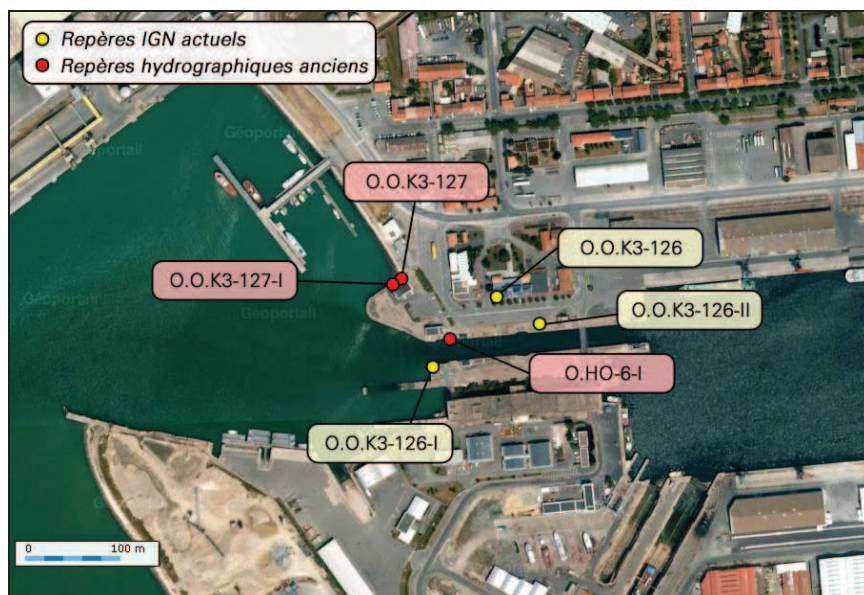 Repères IGN actuels
Repères hydrographiques anciens
Géoportail
Géoportail
O.O.K3-127
O.O.K3-126
O.O.K3-127-I
Géoportail
Géoportail
O.O.K3-126-II
O.HO-6-I
O.O.K3-126-I
0 100 m